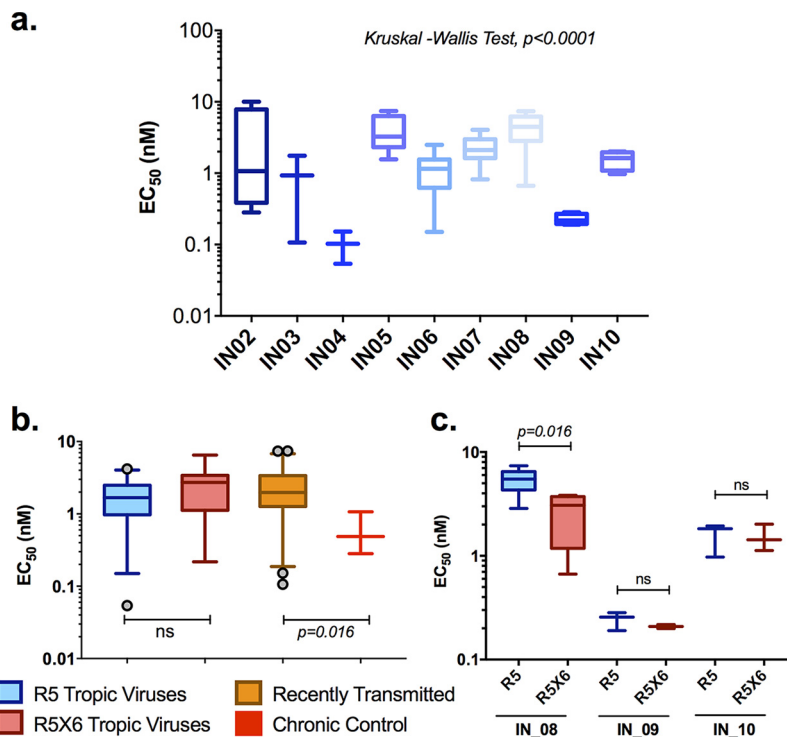 a.
Kruskal -Wallis Test, p<0.0001
EC50 (nM)
100
10
1
0.1
0.01
IN02 IN03 IN04 IN05 IN06 IN07 IN08 IN09 IN10
b.
EC50 (nM)
10
1
0.1
0.01
ns
p=0.016
R5 Tropic Viruses
R5X6 Tropic Viruses
Recently Transmitted
Chronic Control
c.
EC50 (nM)
10
1
0.1
p=0.016
ns
ns
R5 R5X6 R5 R5X6 R5 R5X6
IN_08 IN_09 IN_10